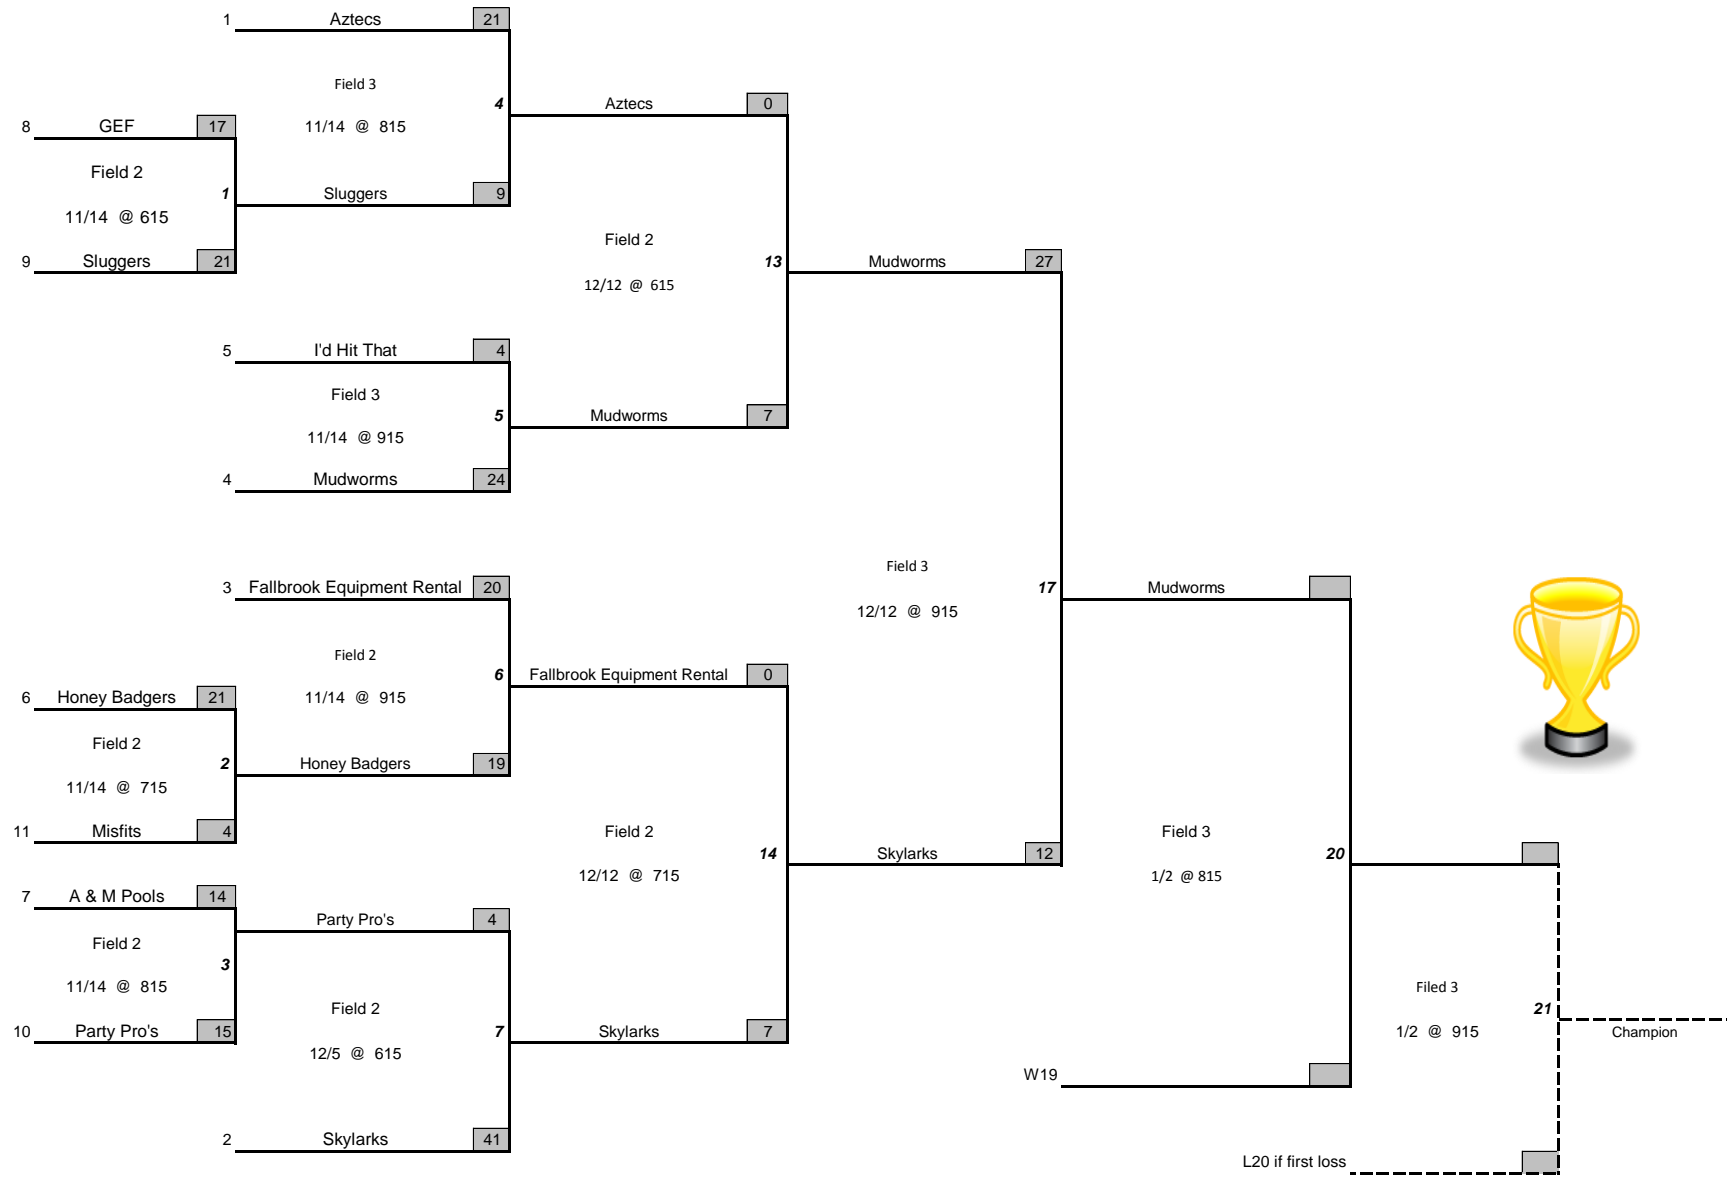 1 Aztecs 21
Field 3
4 Aztecs 0
8 GEF 17
11/14 @ 815
Field 2
1 Sluggers 9
11/14 @ 615
Field 2
13 Mudworms 27
9 Sluggers 21
12/12 @ 615
5 I'd Hit That 4
Field 3
5 Mudworms 7
11/14 @ 915
4 Mudworms 24
Field 3
3 Fallbrook Equipment Rental 20
17 Mudworms
12/12 @ 915
Field 2
6 Fallbrook Equipment Rental 0
6 Honey Badgers 21
11/14 @ 915
Field 2
2 Honey Badgers 19
11/14 @ 715
11 Misfits 4
Field 2
Field 3
14 Skylarks 12
20
12/12 @ 715
1/2 @ 815
7 A & M Pools 14
Party Pro's 4
Field 2
3
11/14 @ 815
Filed 3
Field 2
21
10 Party Pro's 15
7 Skylarks 7
1/2 @ 915
Champion
12/5 @ 615
W19
2 Skylarks 41
L20 if first loss